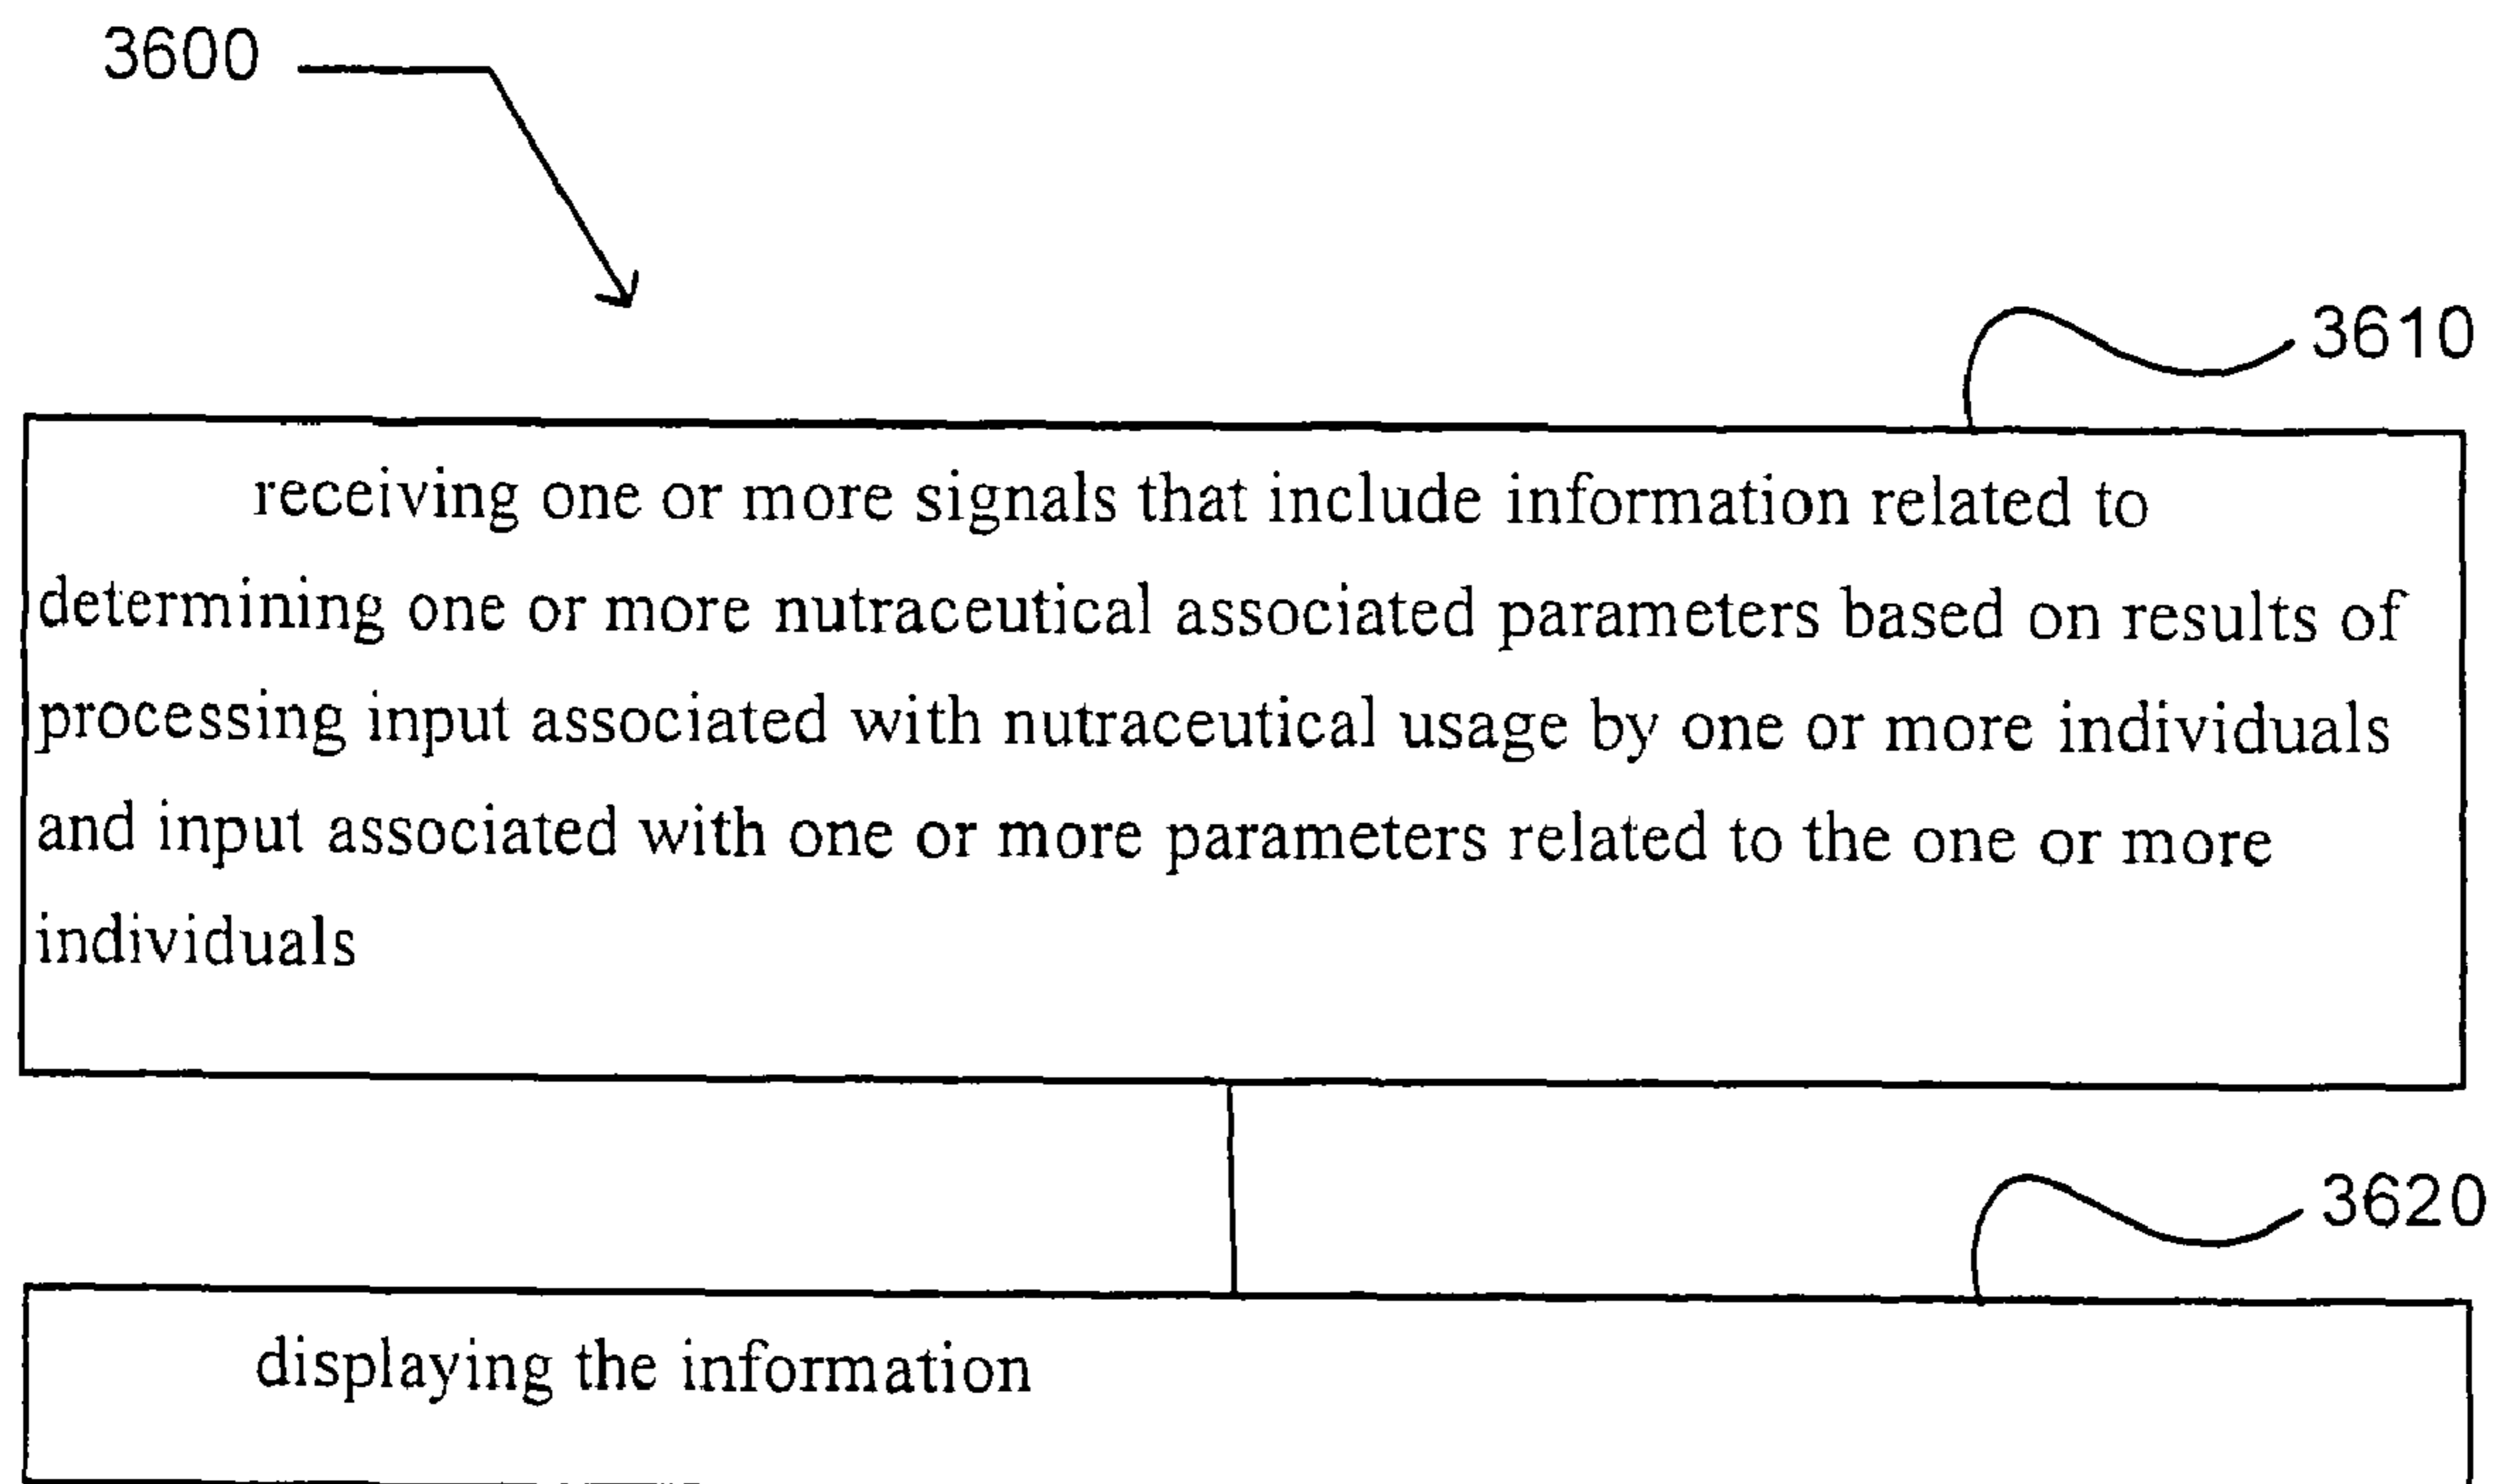 3600
3610
receiving one or more signals that include information related to
determining one or more nutraceutical associated parameters based on results of
processing input associated with nutraceutical usage by one or more individuals
and input associated with one or more parameters related to the one or more
individuals
3620
displaying the information